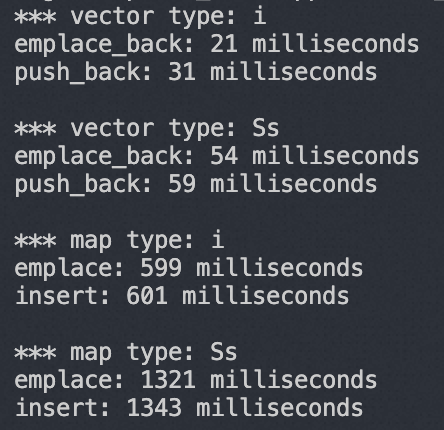 *** vector type: i
emplace_back: 21 milliseconds
push_back: 31 milliseconds

*** vector type: Ss
emplace_back: 54 milliseconds
push_back: 59 milliseconds

*** map type: i
emplace: 599 milliseconds
insert: 601 milliseconds

*** map type: Ss
emplace: 1321 milliseconds
insert: 1343 milliseconds